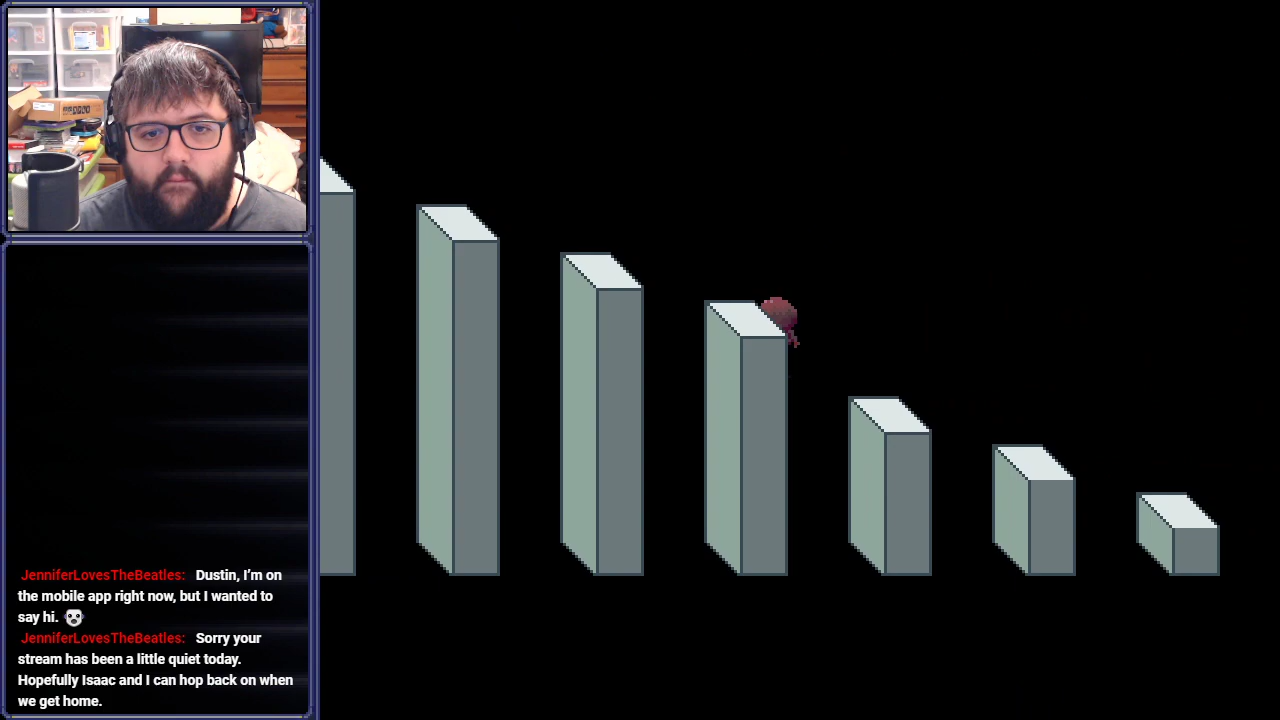 JenniferLovesTheBeatles: Dustin, I’m on
the mobile app right now, but I wanted to
say hi.
JenniferLovesTheBeatles: Sorry your
stream has been a little quiet today.
Hopefully Isaac and I can hop back on when
we get home.